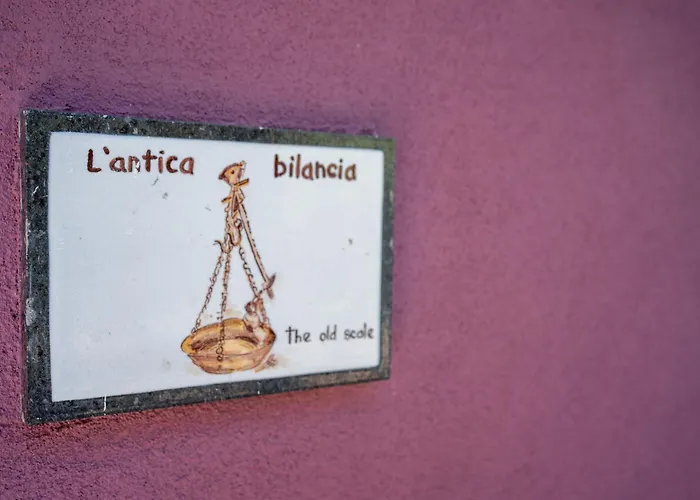 L'antica bilancia
the old scale